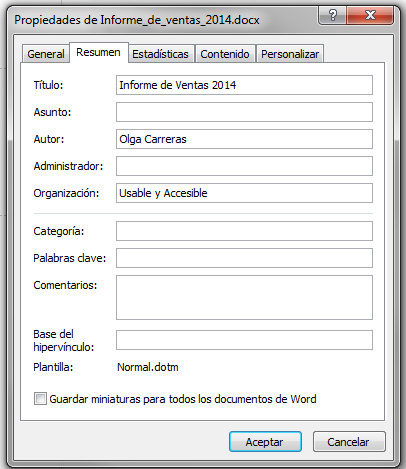 Propiedades de Informe_de_ventas_2014.docx
General Resumen Estadísticas Contenido Personalizar
Título: Informe de Ventas 2014
Asunto:
Autor: Olga Carreras
Administrador:
Organización: Usable y Accesible
Categoría:
Palabras clave:
Comentarios:
Base del
hipervínculo:
Plantilla: Normal.dotm
Guardar miniaturas para todos los documentos de Word
Aceptar Cancelar